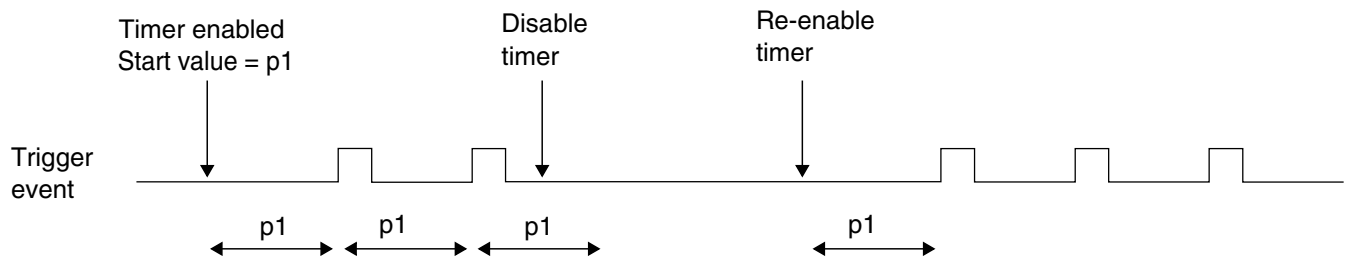 Timer enabled
Start value = p1
Disable
timer
Re-enable
timer
Trigger
event
p1
p1
p1
p1